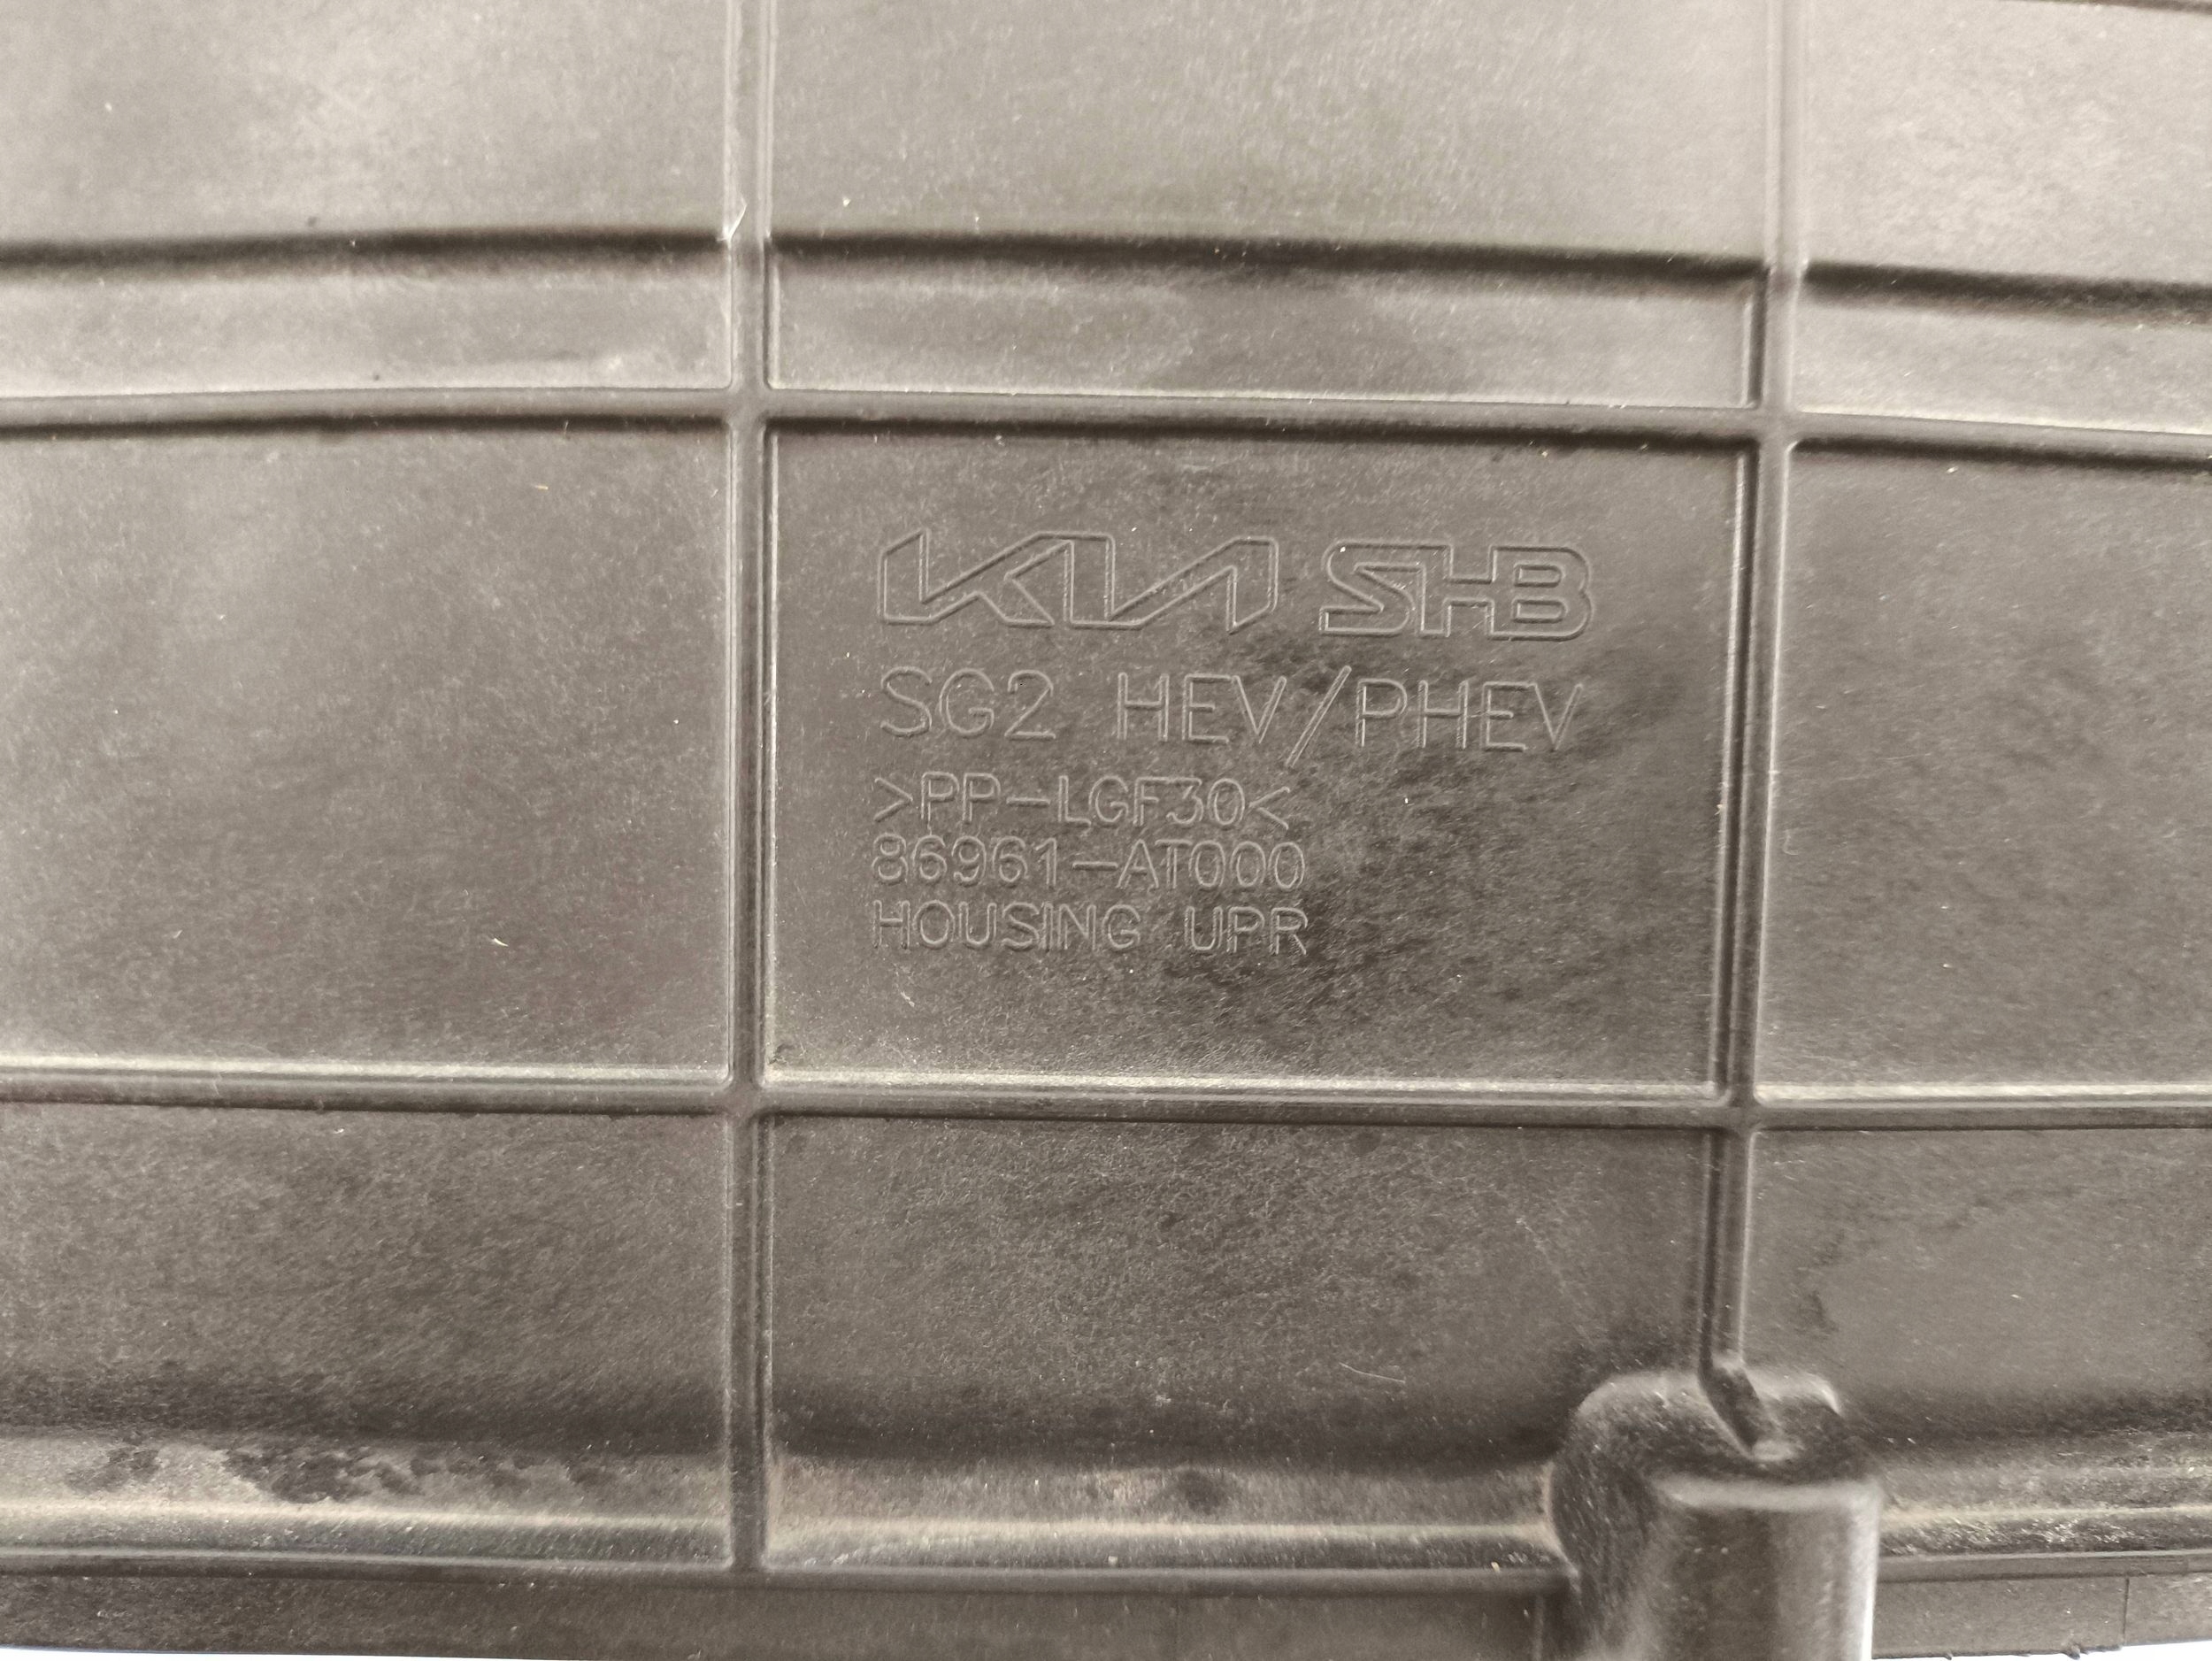 KIA SHB
SG2 HEV/PHEV
>PP-LGF30<
86961-AT000
HOUSING UPR